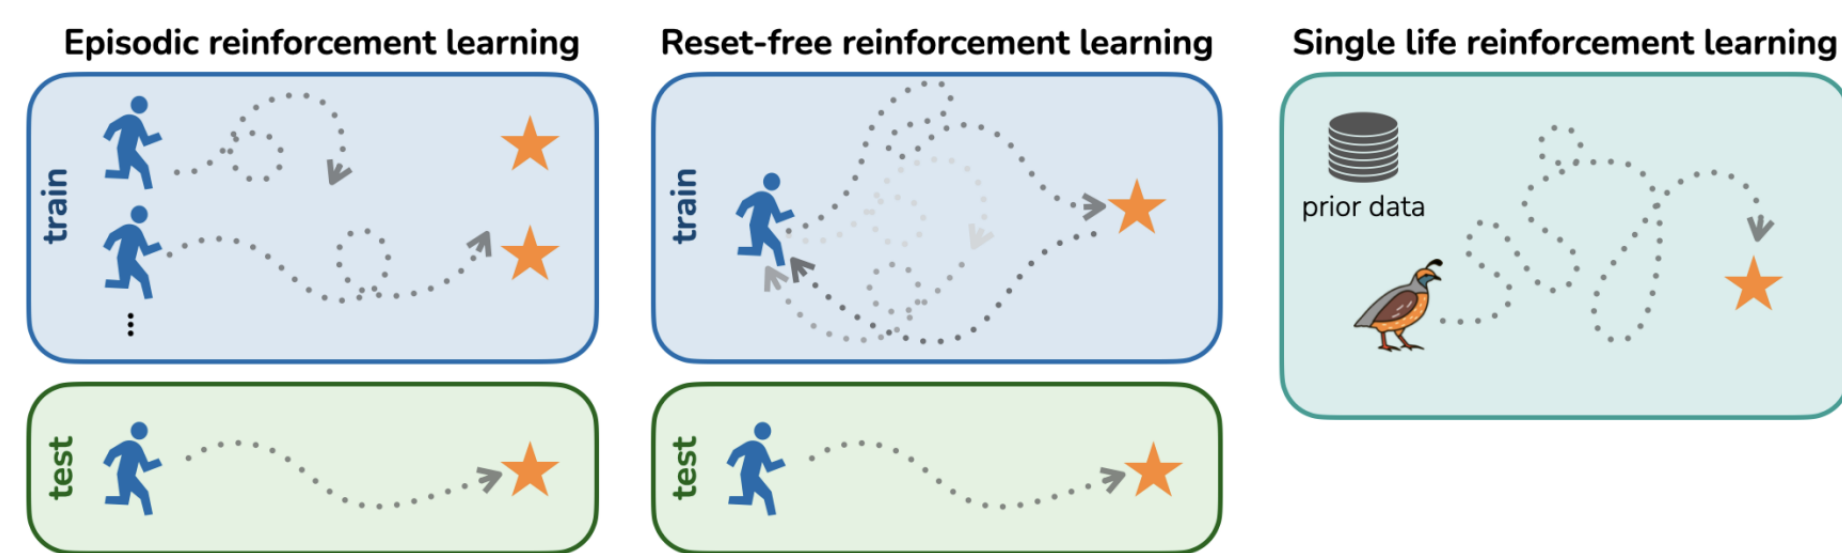 Episodic reinforcement learning
train
...
test
Reset-free reinforcement learning
train
test
Single life reinforcement learning
prior data